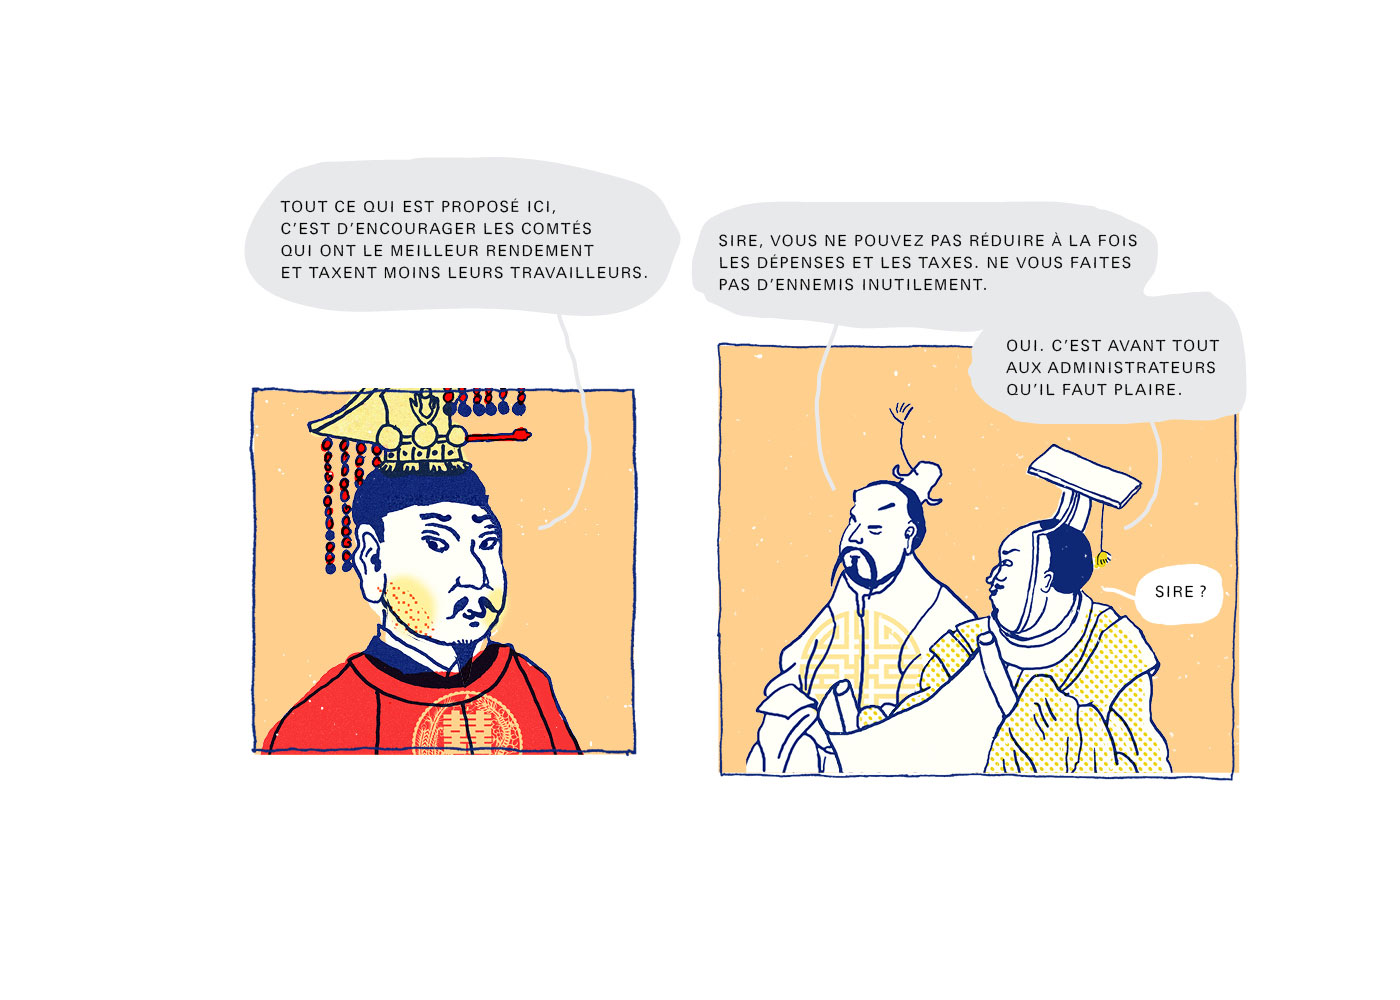 TOUT CE QUI EST PROPOSÉ ICI,
C'EST D'ENCOURAGER LES COMTÉS
QUI ONT LE MEILLEUR RENDEMENT
ET TAXENT MOINS LEURS TRAVAILLEURS.
SIRE, VOUS NE POUVEZ PAS RÉDUIRE À LA FOIS
LES DÉPENSES ET LES TAXES. NE VOUS FAITES
PAS D'ENNEMIS INUTILEMENT.
OUI. C'EST AVANT TOUT
AUX ADMINISTRATEURS
QU'IL FAUT PLAIRE.
SIRE ?